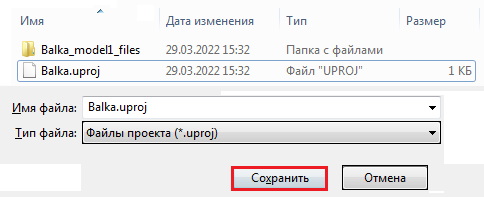 Имя Дата изменения Тип Размер
Balka_model1_files 29.03.2022 15:32 Папка с файлами
Balka.uproj 29.03.2022 15:32 Файл "UPROJ" 1 КБ
Имя файла: Balka.uproj
Тип файла: Файлы проекта (*.uproj)
Сохранить Отмена